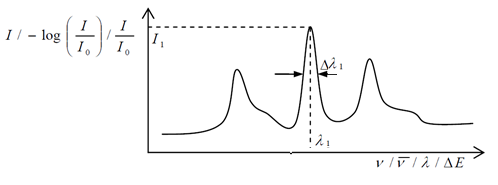 I / −log(I/I₀) / I/I₀
I₁
Δλ₁
λ₁
ν / ν̅ / λ / ΔE